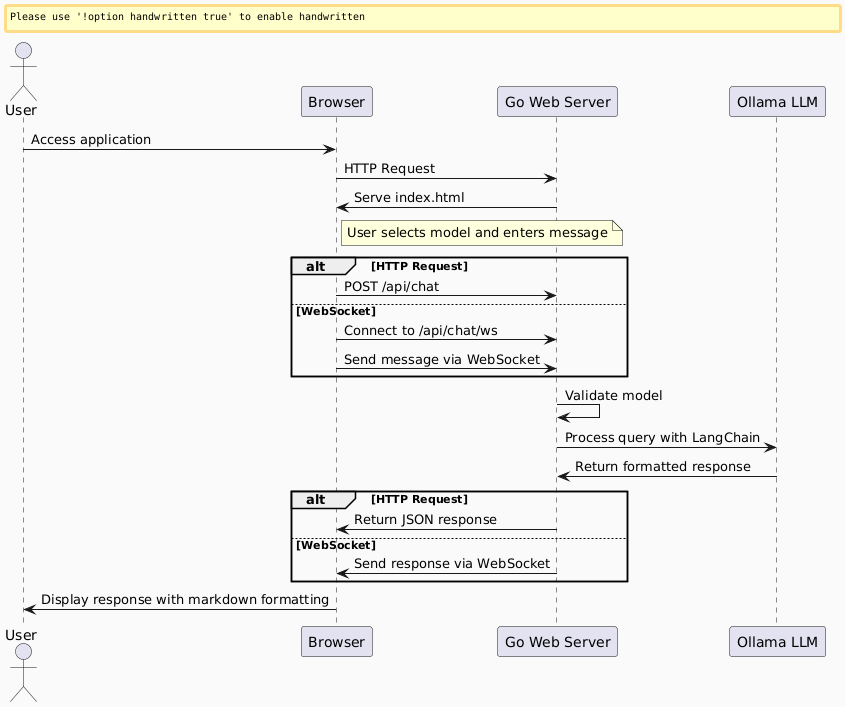 Please use '!option handwritten true' to enable handwritten
User
Browser
Go Web Server
Ollama LLM
Access application
HTTP Request
Serve index.html
User selects model and enters message
alt [HTTP Request]
POST /api/chat
[WebSocket]
Connect to /api/chat/ws
Send message via WebSocket
Validate model
Process query with LangChain
Return formatted response
alt [HTTP Request]
Return JSON response
[WebSocket]
Send response via WebSocket
Display response with markdown formatting
User
Browser
Go Web Server
Ollama LLM